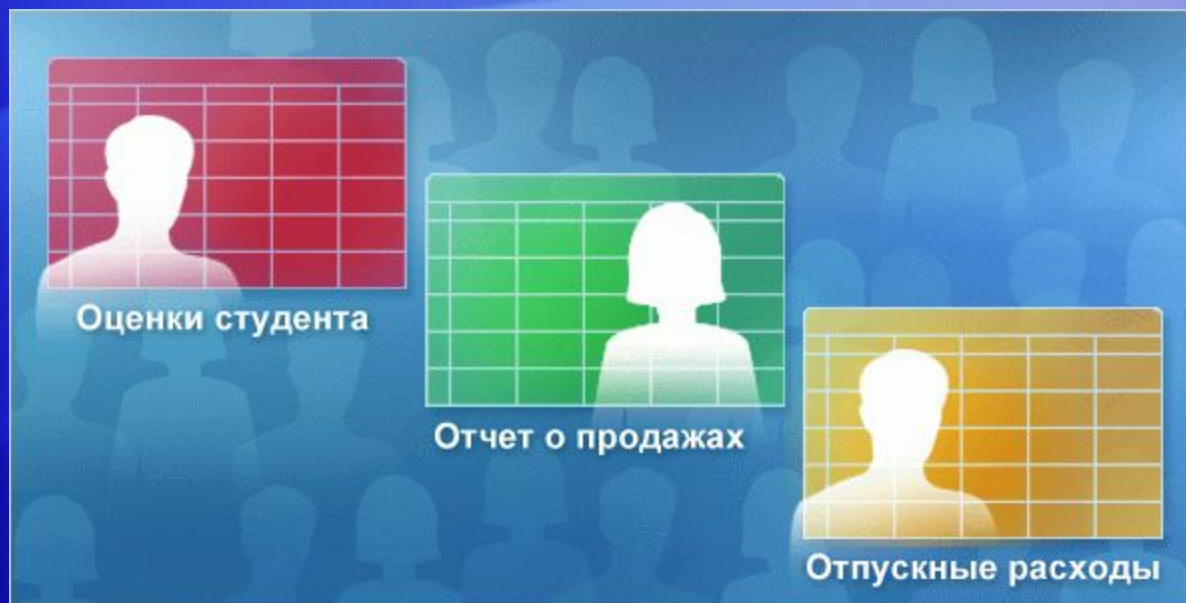 Оценки студента
Отчет о продажах
Отпускные расходы